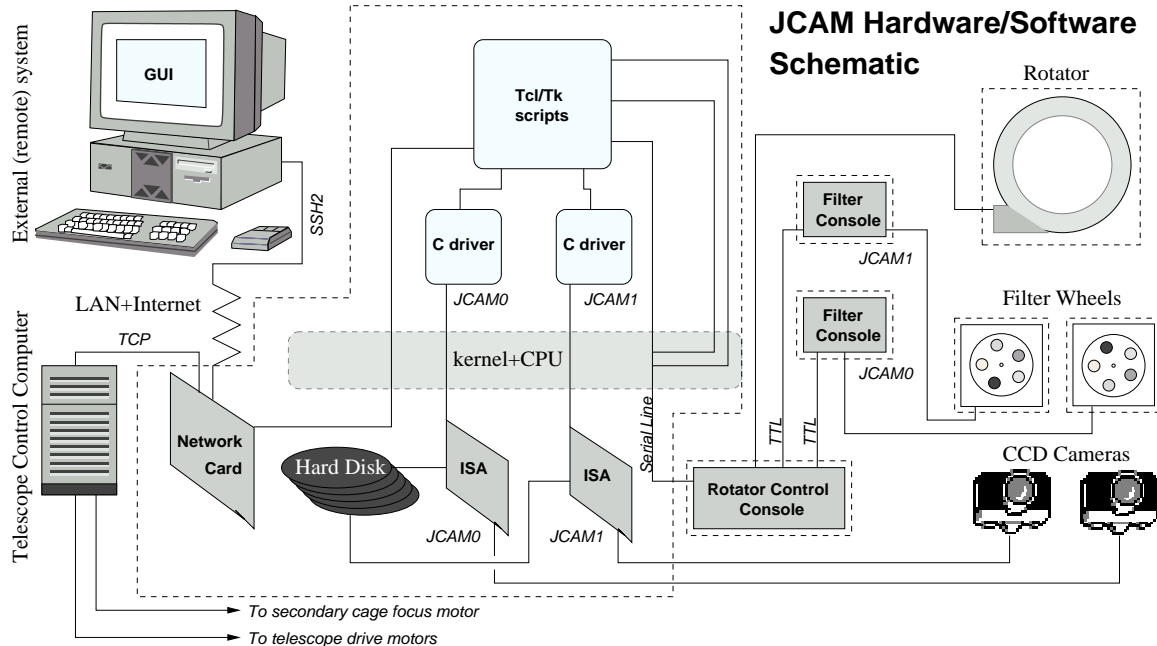 JCAM Hardware/Software
Schematic
External (remote) system
GUI
SSH2
LAN+Internet
TCP
Telescope Control Computer
Tcl/Tk
scripts
C driver
C driver
JCAM0
JCAM1
kernel+CPU
Network
Card
Hard Disk
ISA
ISA
JCAM0
JCAM1
Serial Line
TTL
TTL
Rotator
Filter
Console
JCAM1
Filter
Console
JCAM0
Filter Wheels
CCD Cameras
Rotator Control
Console
To secondary cage focus motor
To telescope drive motors